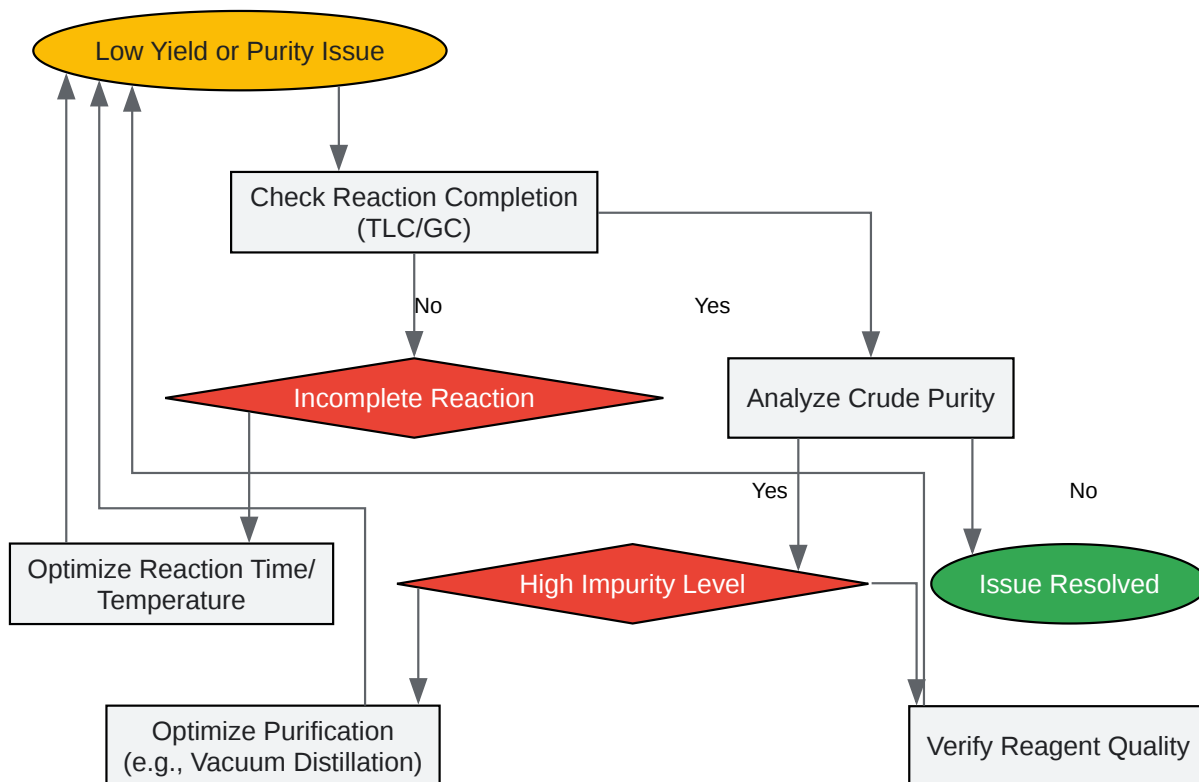 Low Yield or Purity Issue
Check Reaction Completion
(TLC/GC)
No
Yes
Incomplete Reaction
Analyze Crude Purity
Yes
No
Optimize Reaction Time/
Temperature
High Impurity Level
Issue Resolved
Optimize Purification
(e.g., Vacuum Distillation)
Verify Reagent Quality